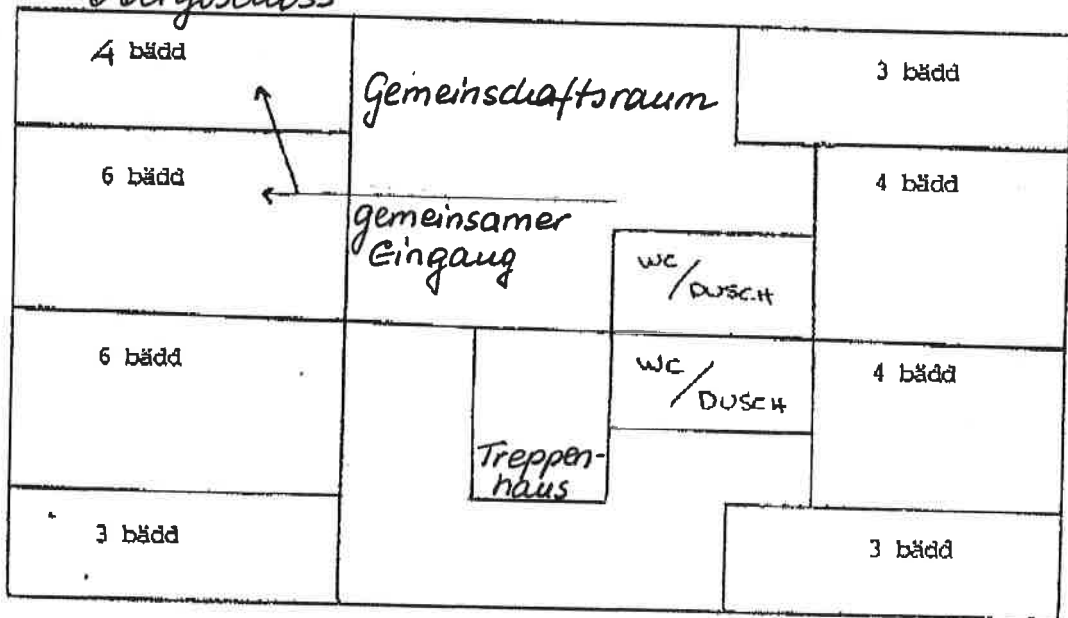 4 bädd
Gemeinschaftsraum
3 bädd
6 bädd
4 bädd
gemeinsamer
Eingang
WC
/DUSCH
6 bädd
WC
/DUSCH
4 bädd
Treppen-
haus
3 bädd
3 bädd